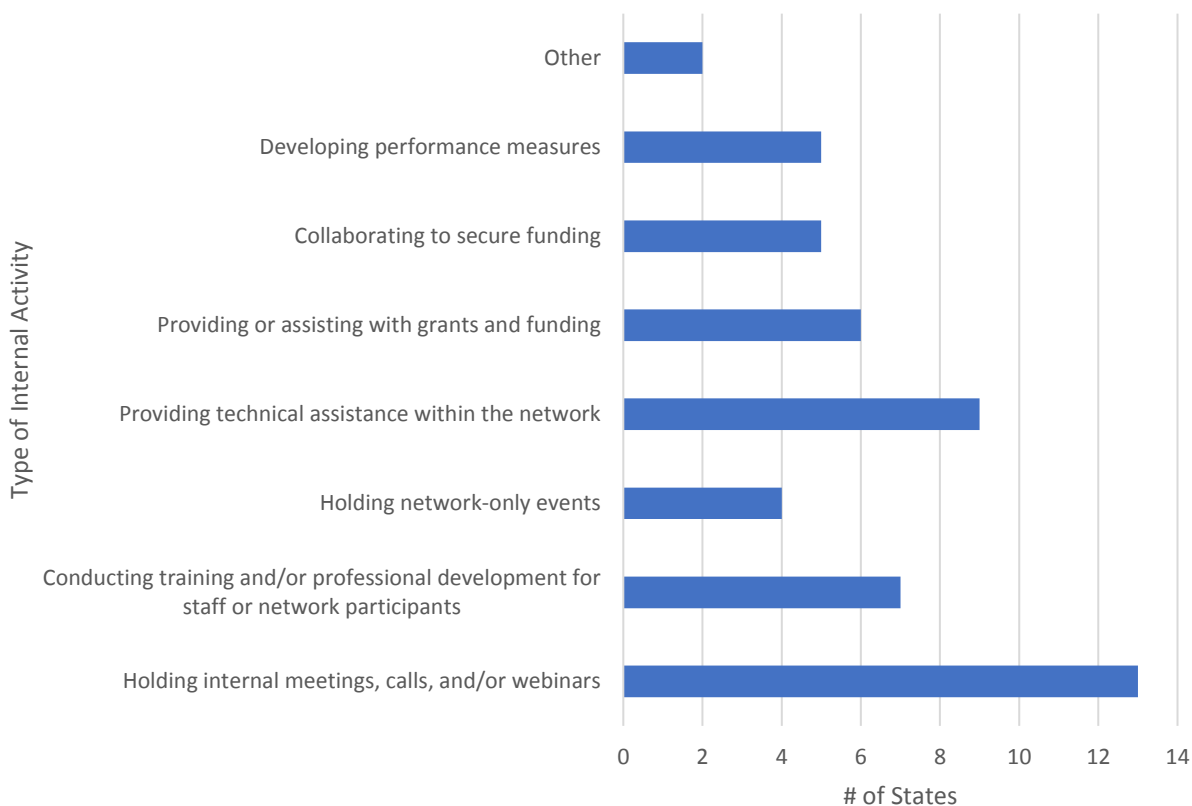 Other
Developing performance measures
Collaborating to secure funding
Providing or assisting with grants and funding
Providing technical assistance within the network
Holding network-only events
Conducting training and/or professional development for
staff or network participants
Holding internal meetings, calls, and/or webinars
Type of Internal Activity
0 2 4 6 8 10 12 14
# of States